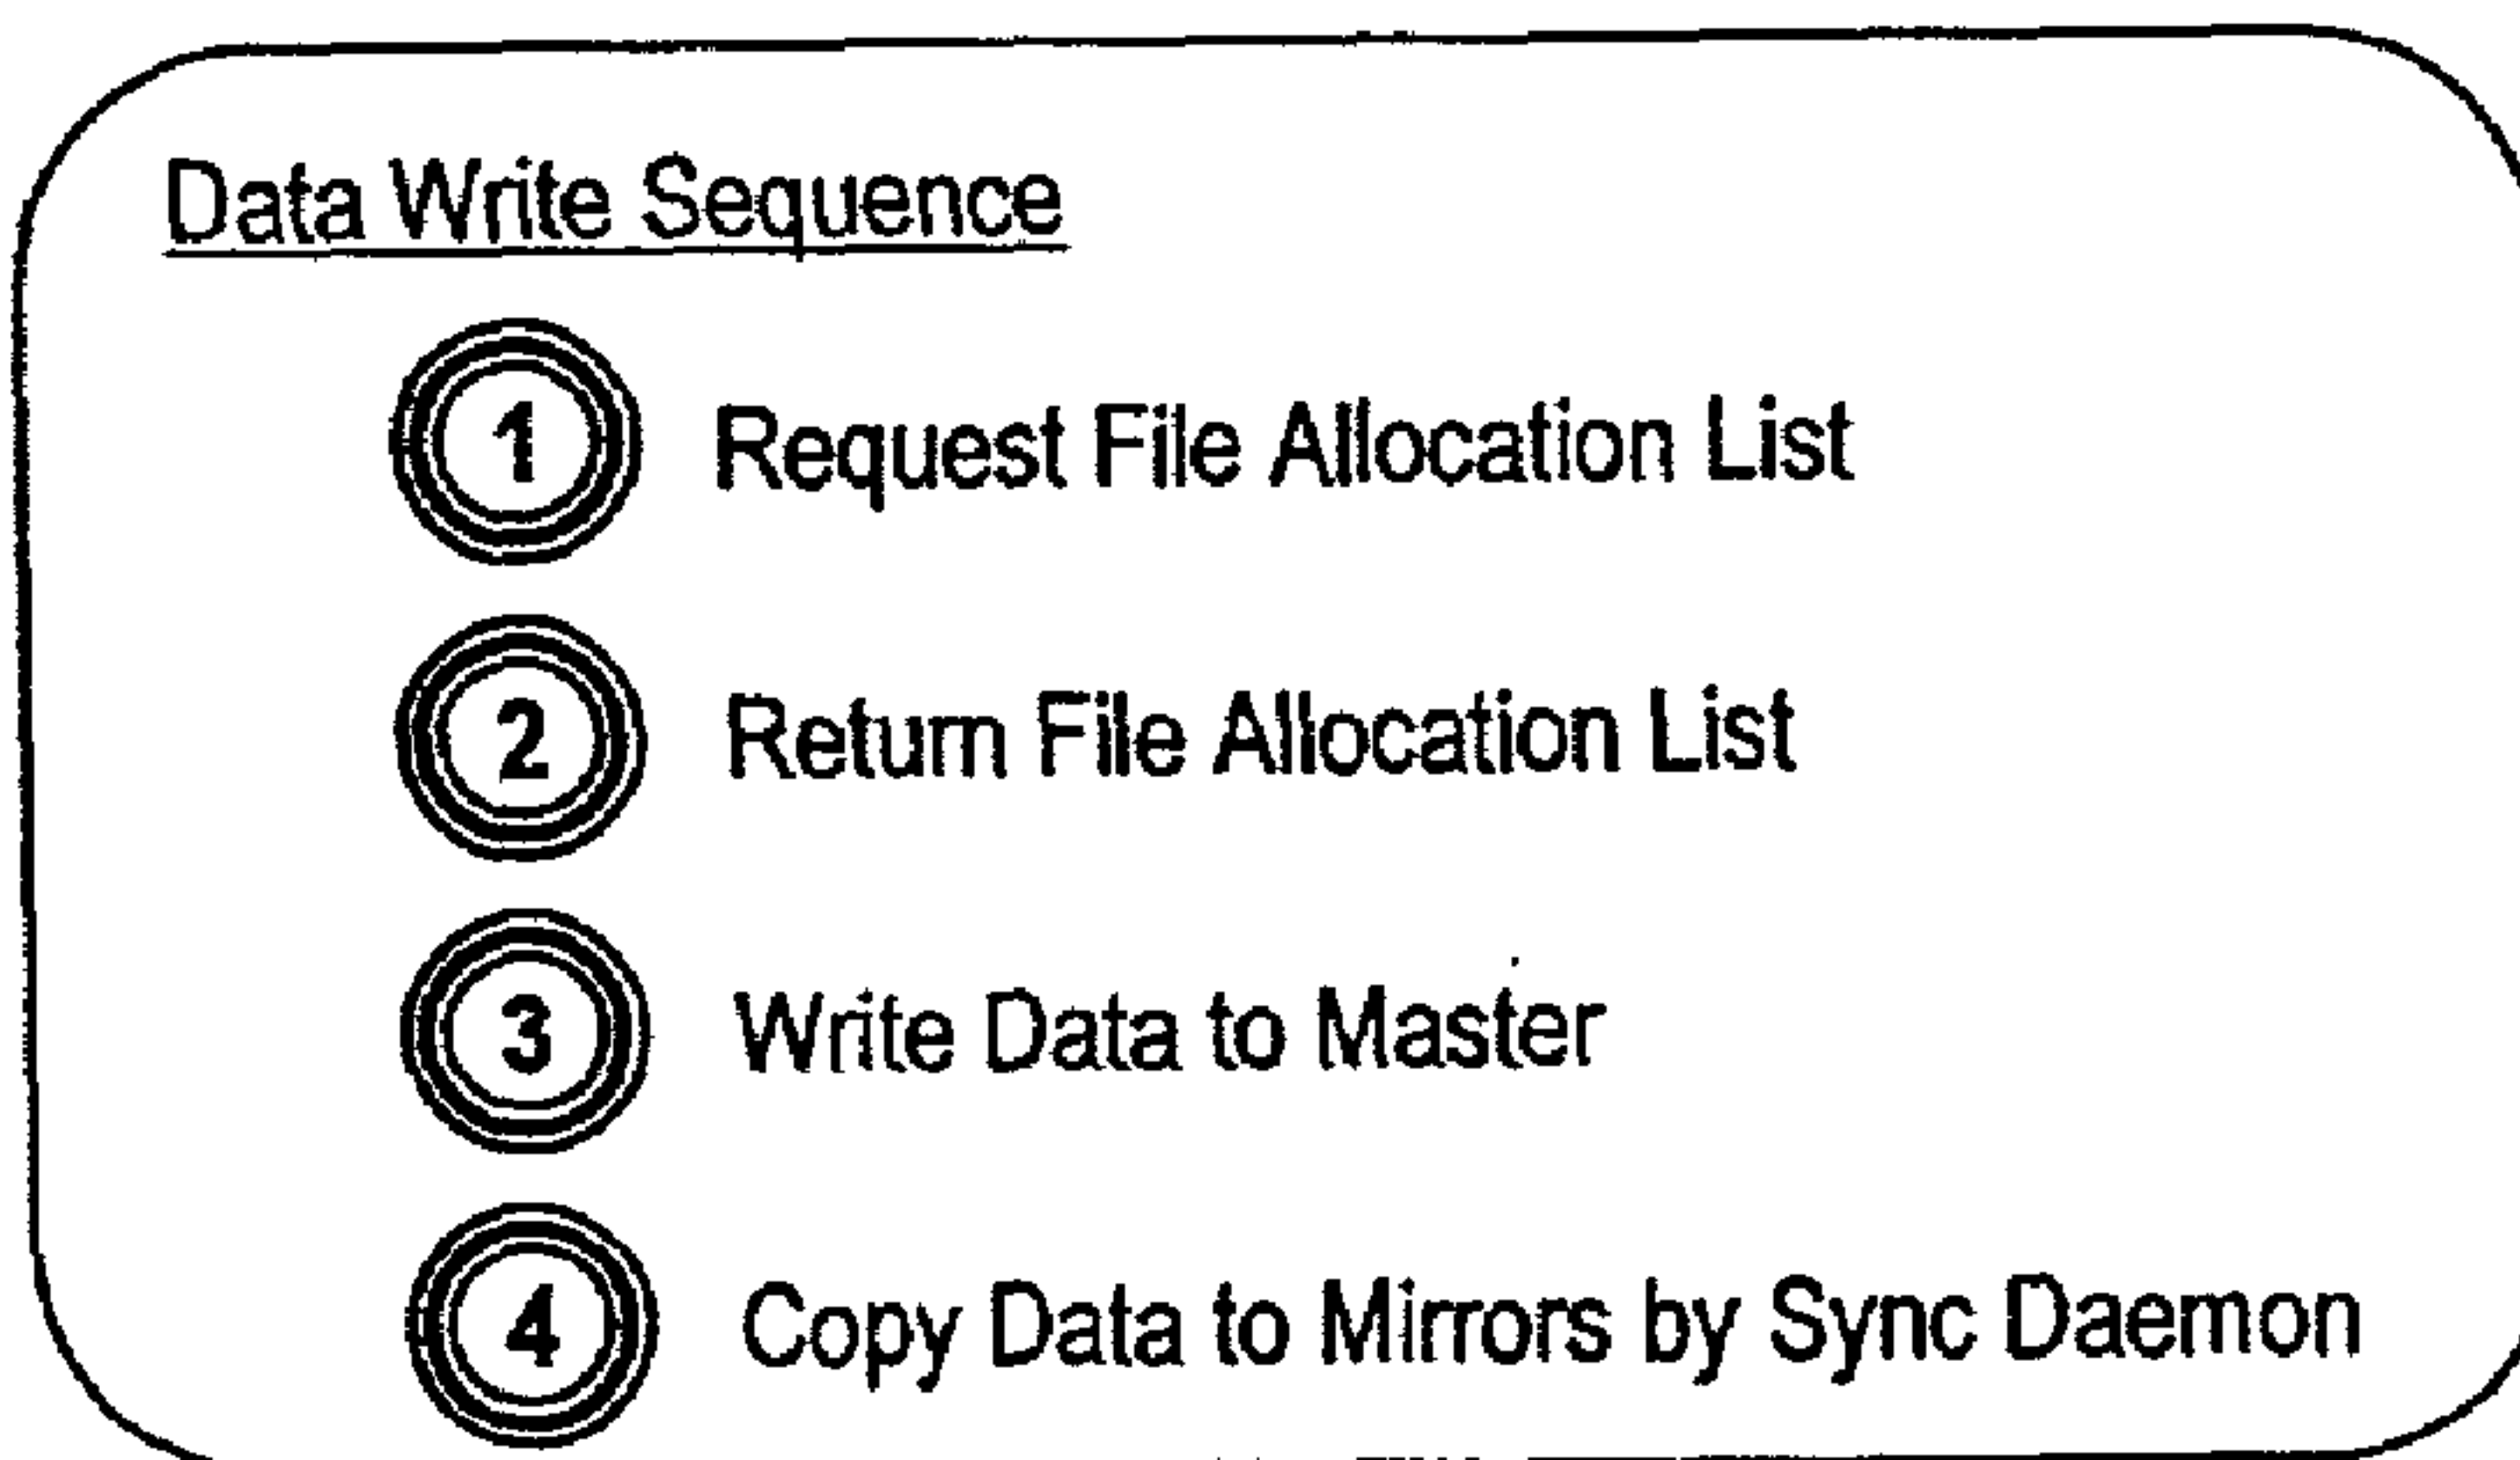 Data Write Sequence
1 Request File Allocation List
2 Return File Allocation List
3 Write Data to Master
4 Copy Data to Mirrors by Sync Daemon